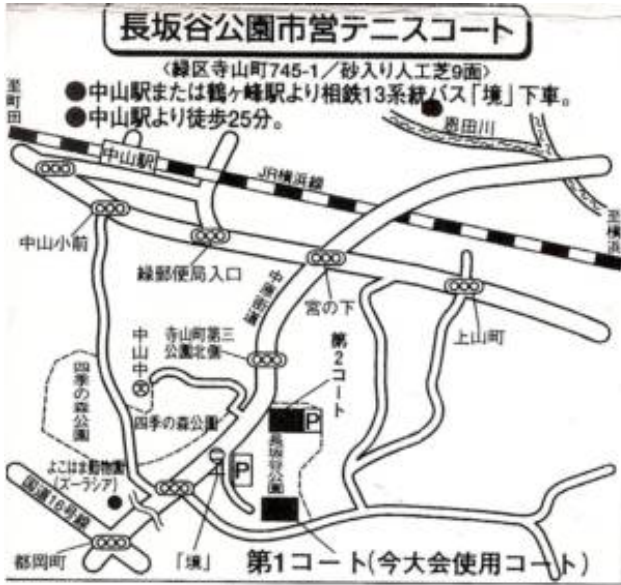 長坂谷公園市営テニスコート
〈緑区寺山町745-1／砂入り人工芝9面〉
●中山駅または鶴ヶ峰駅より相鉄13系統バス「境」下車。
●中山駅より徒歩25分。
至町田
恩田川
中山駅
JR横浜線
至横浜
中山小前
緑郵便局入口
中原街道
宮の下
上山町
寺山町第三
公園北側
中山中
㊛
第2コート
四季の森公園
四季の森公園
P
長坂谷公園
P
よこはま動物園
(ズーラシア)
国道16号線
都岡町
「境」
第1コート(今大会使用コート)